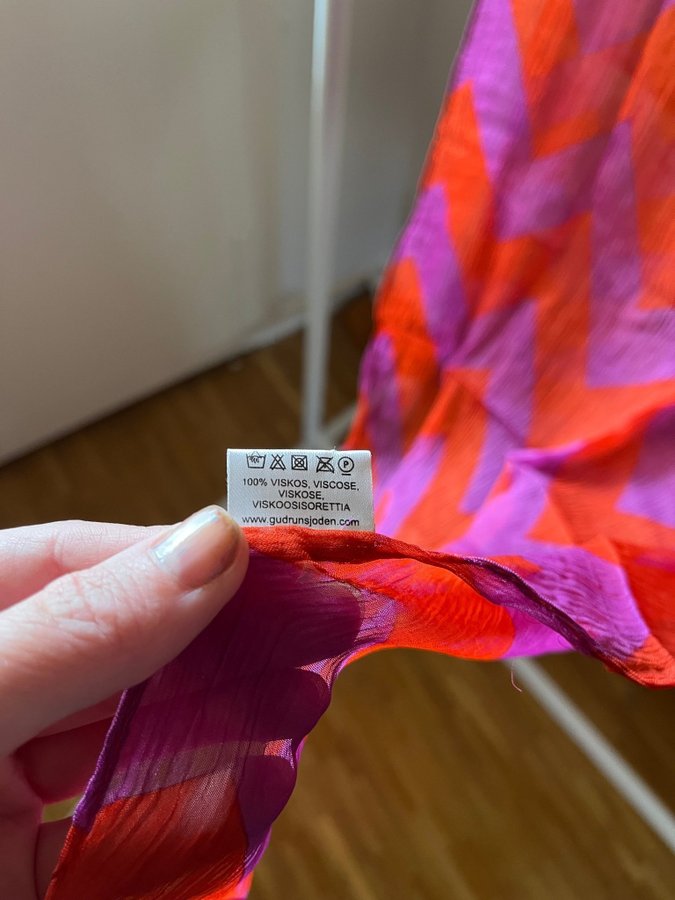 P
100% VISKOS, VISCOSE,
VISKOSE,
VISKOOSISORETTIA
www.gudrunsjoden.com